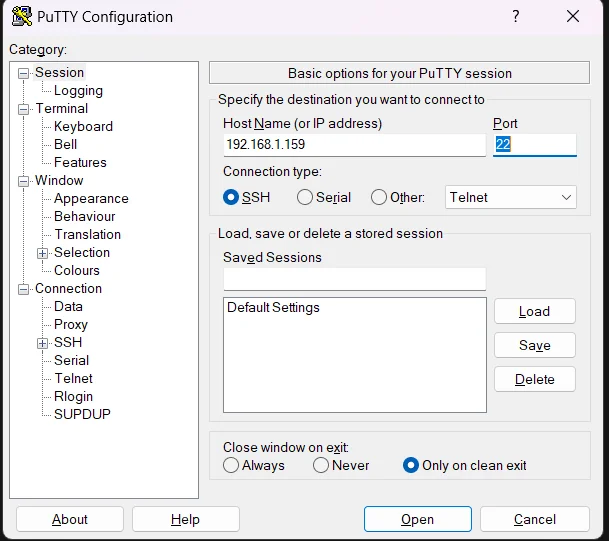 PuTTY Configuration
?
Category:
Session
Logging
Terminal
Keyboard
Bell
Features
Window
Appearance
Behaviour
Translation
Selection
Colours
Connection
Data
Proxy
SSH
Serial
Telnet
Rlogin
SUPDUP
Basic options for your PuTTY session
Specify the destination you want to connect to
Host Name (or IP address) Port
192.168.1.159 22
Connection type:
SSH Serial Other: Telnet
Load, save or delete a stored session
Saved Sessions
Default Settings
Load
Save
Delete
Close window on exit:
Always Never Only on clean exit
About Help Open Cancel